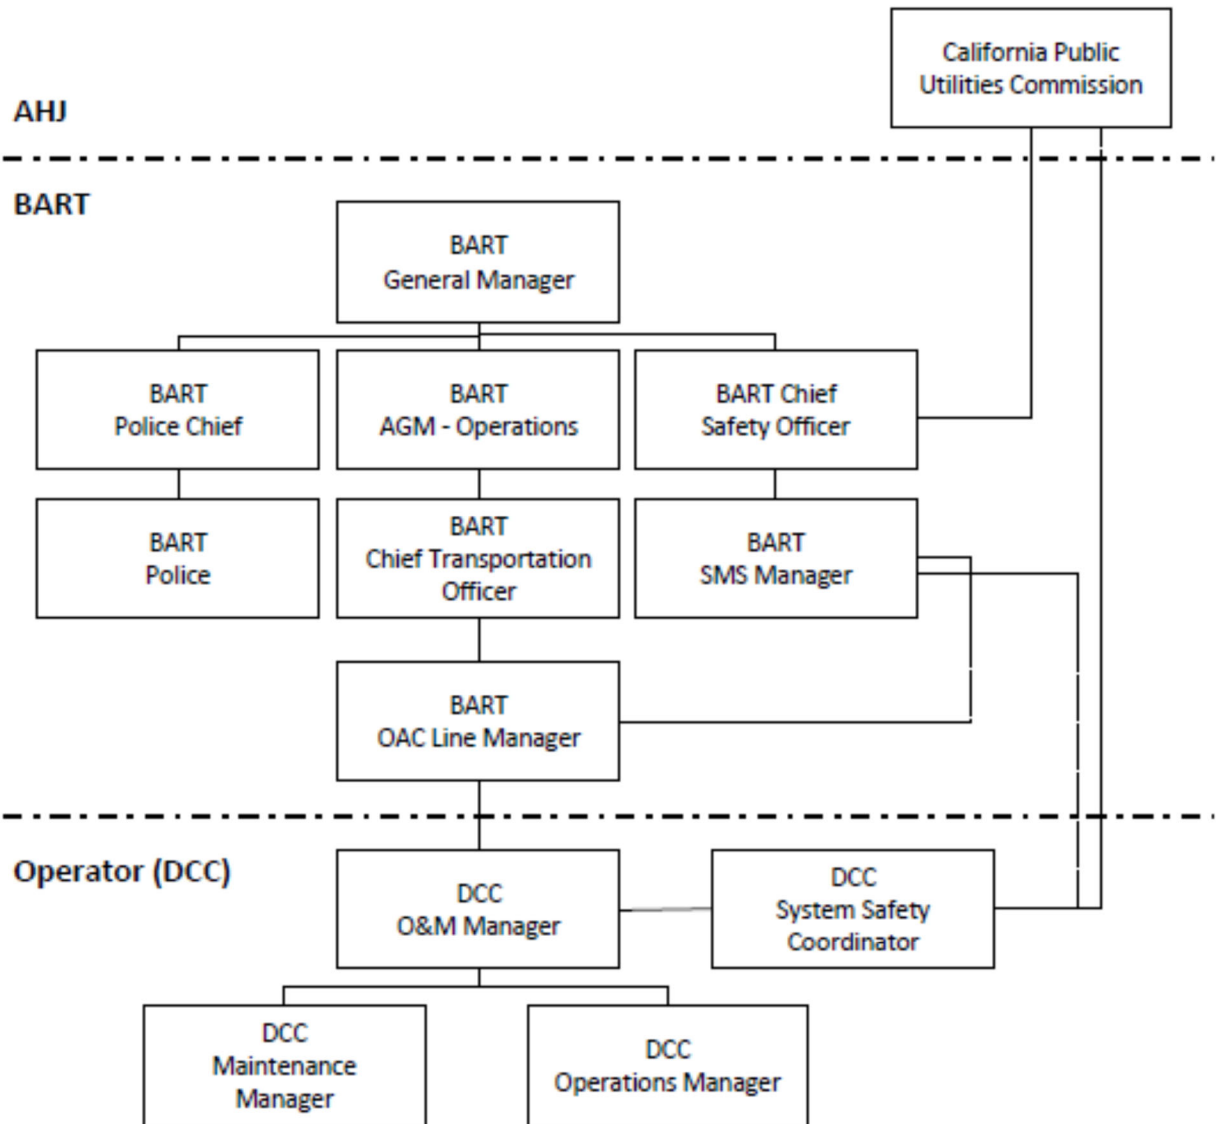 California Public
Utilities Commission
AHJ
BART
BART
General Manager
BART
Police Chief
BART
AGM - Operations
BART Chief
Safety Officer
BART
Police
BART
Chief Transportation
Officer
BART
SMS Manager
BART
OAC Line Manager
Operator (DCC)
DCC
O&M Manager
DCC
System Safety
Coordinator
DCC
Maintenance
Manager
DCC
Operations Manager